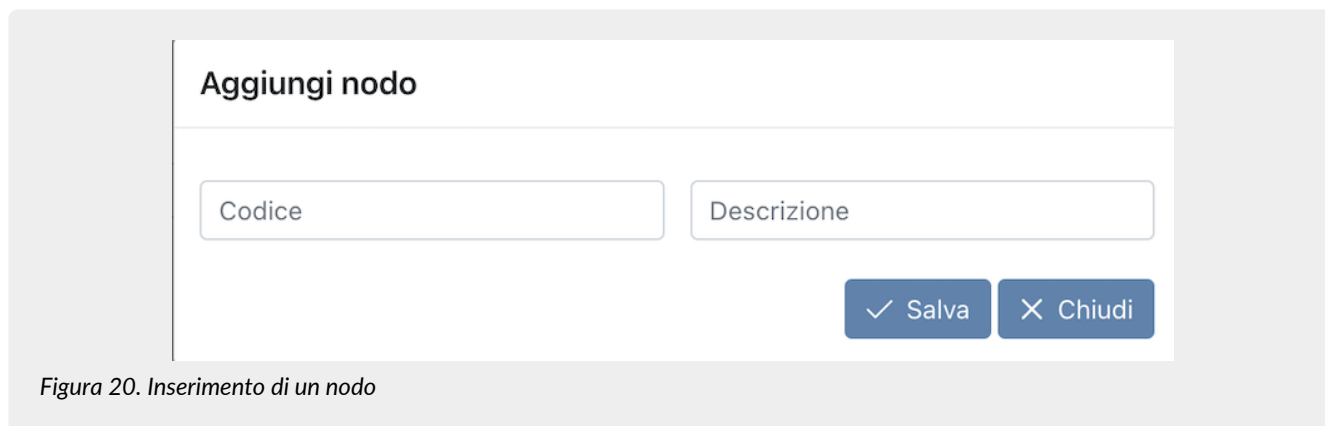 Aggiungi nodo
Codice
Descrizione
Salva
Chiudi
Figura 20. Inserimento di un nodo